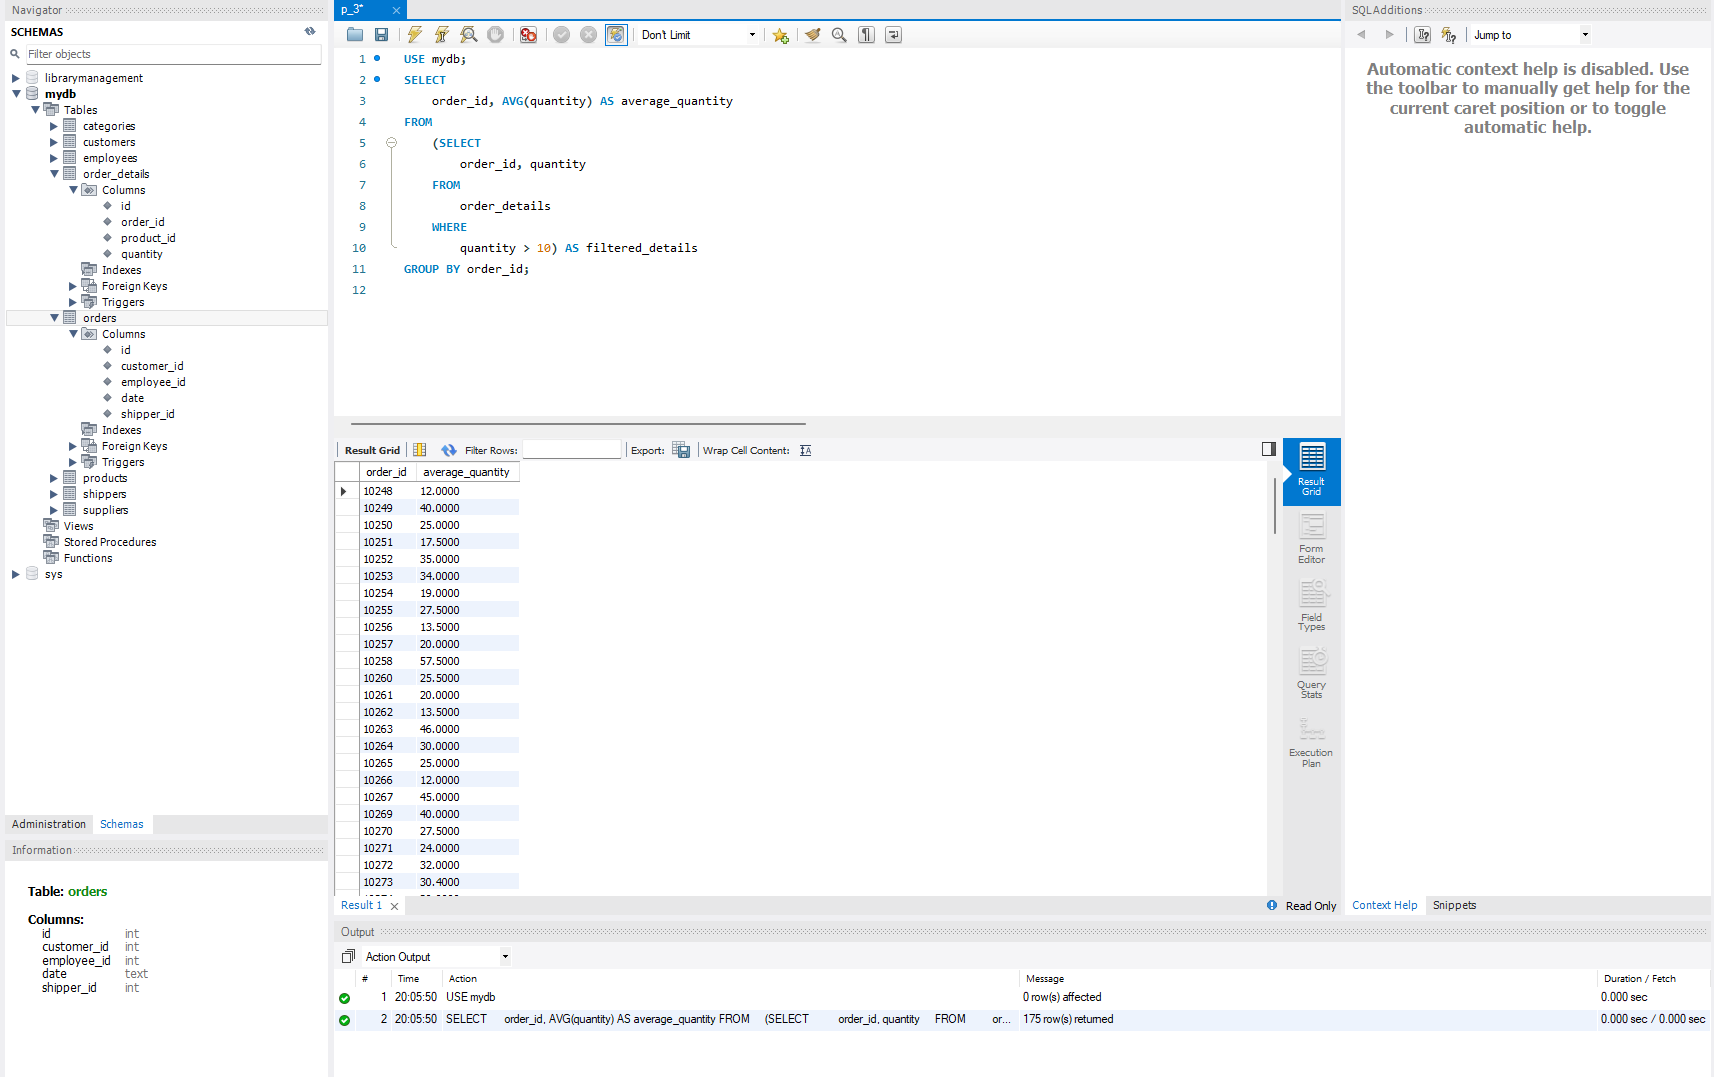 Navigator
SCHEMAS
Filter objects
librarymanagement
mydb
Tables
categories
customers
employees
order_details
Columns
id
order_id
product_id
quantity
Indexes
Foreign Keys
Triggers
orders
Columns
id
customer_id
employee_id
date
shipper_id
Indexes
Foreign Keys
Triggers
products
shippers
suppliers
Views
Stored Procedures
Functions
sys
Administration Schemas
Information
Table: orders
Columns:
id int
customer_id int
employee_id int
date text
shipper_id int
p_3*
Don't Limit
1 USE mydb;
2 SELECT
3 order_id, AVG(quantity) AS average_quantity
4 FROM
5 (SELECT
6 order_id, quantity
7 FROM
8 order_details
9 WHERE
10 quantity > 10) AS filtered_details
11 GROUP BY order_id;
12
Result Grid Filter Rows: Export: Wrap Cell Content:
order_id average_quantity
10248 12.0000
10249 40.0000
10250 25.0000
10251 17.5000
10252 35.0000
10253 34.0000
10254 19.0000
10255 27.5000
10256 13.5000
10257 20.0000
10258 57.5000
10260 25.5000
10261 20.0000
10262 13.5000
10263 46.0000
10264 30.0000
10265 25.0000
10266 12.0000
10267 45.0000
10269 40.0000
10270 27.5000
10271 24.0000
10272 32.0000
10273 30.4000
Result Grid
Form Editor
Field Types
Query Stats
Execution Plan
Result 1
Read Only
Output
Action Output
# Time Action Message Duration / Fetch
1 20:05:50 USE mydb 0 row(s) affected 0.000 sec
2 20:05:50 SELECT order_id, AVG(quantity) AS average_quantity FROM (SELECT order_id, quantity FROM or... 175 row(s) returned 0.000 sec / 0.000 sec
SQLAdditions
Jump to
Automatic context help is disabled. Use
the toolbar to manually get help for the
current caret position or to toggle
automatic help.
Context Help Snippets